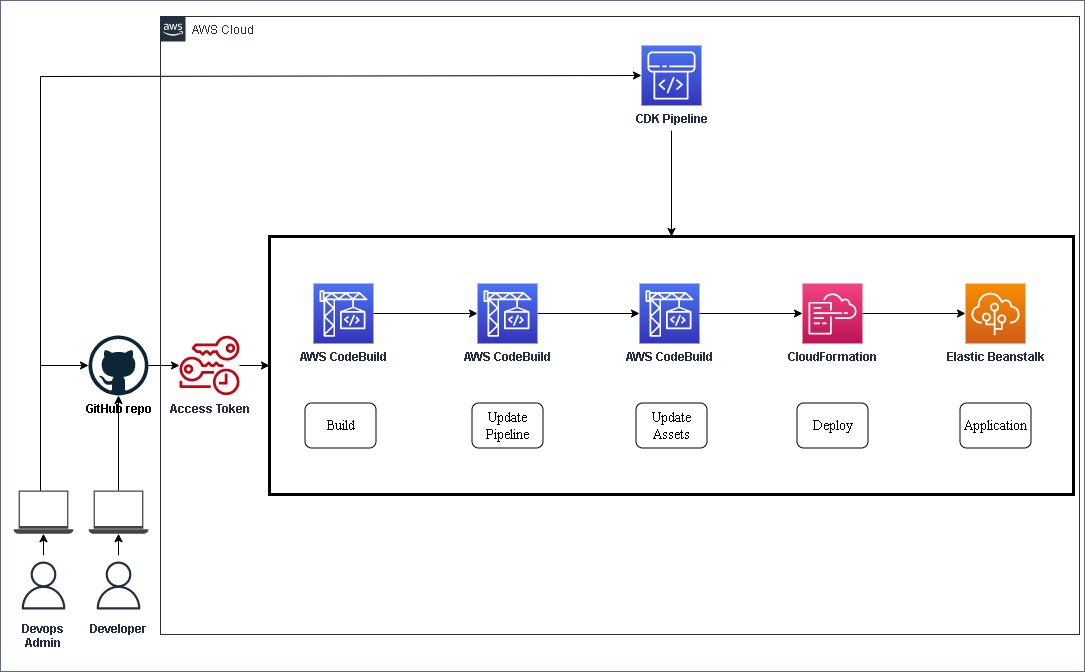 aws
AWS Cloud
</>
CDK Pipeline
</>
</>
</>
AWS CodeBuild
AWS CodeBuild
AWS CodeBuild
CloudFormation
Elastic Beanstalk
GitHub repo
Access Token
Build
Update
Pipeline
Update
Assets
Deploy
Application
Devops
Admin
Developer